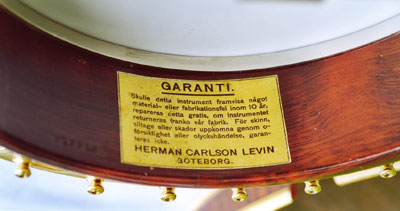 GARANTI.
Skulle detta instrument framvisa något
material- eller fabrikationsfel inom 10 år,
repareras detta gratis, om instrumentet
returneras franko vår fabrik. För skinn,
slitage eller skador uppkomna genom o-
försiktighet eller olyckshändelse, garan-
teras icke.
HERMAN CARLSON LEVIN
GÖTEBORG.